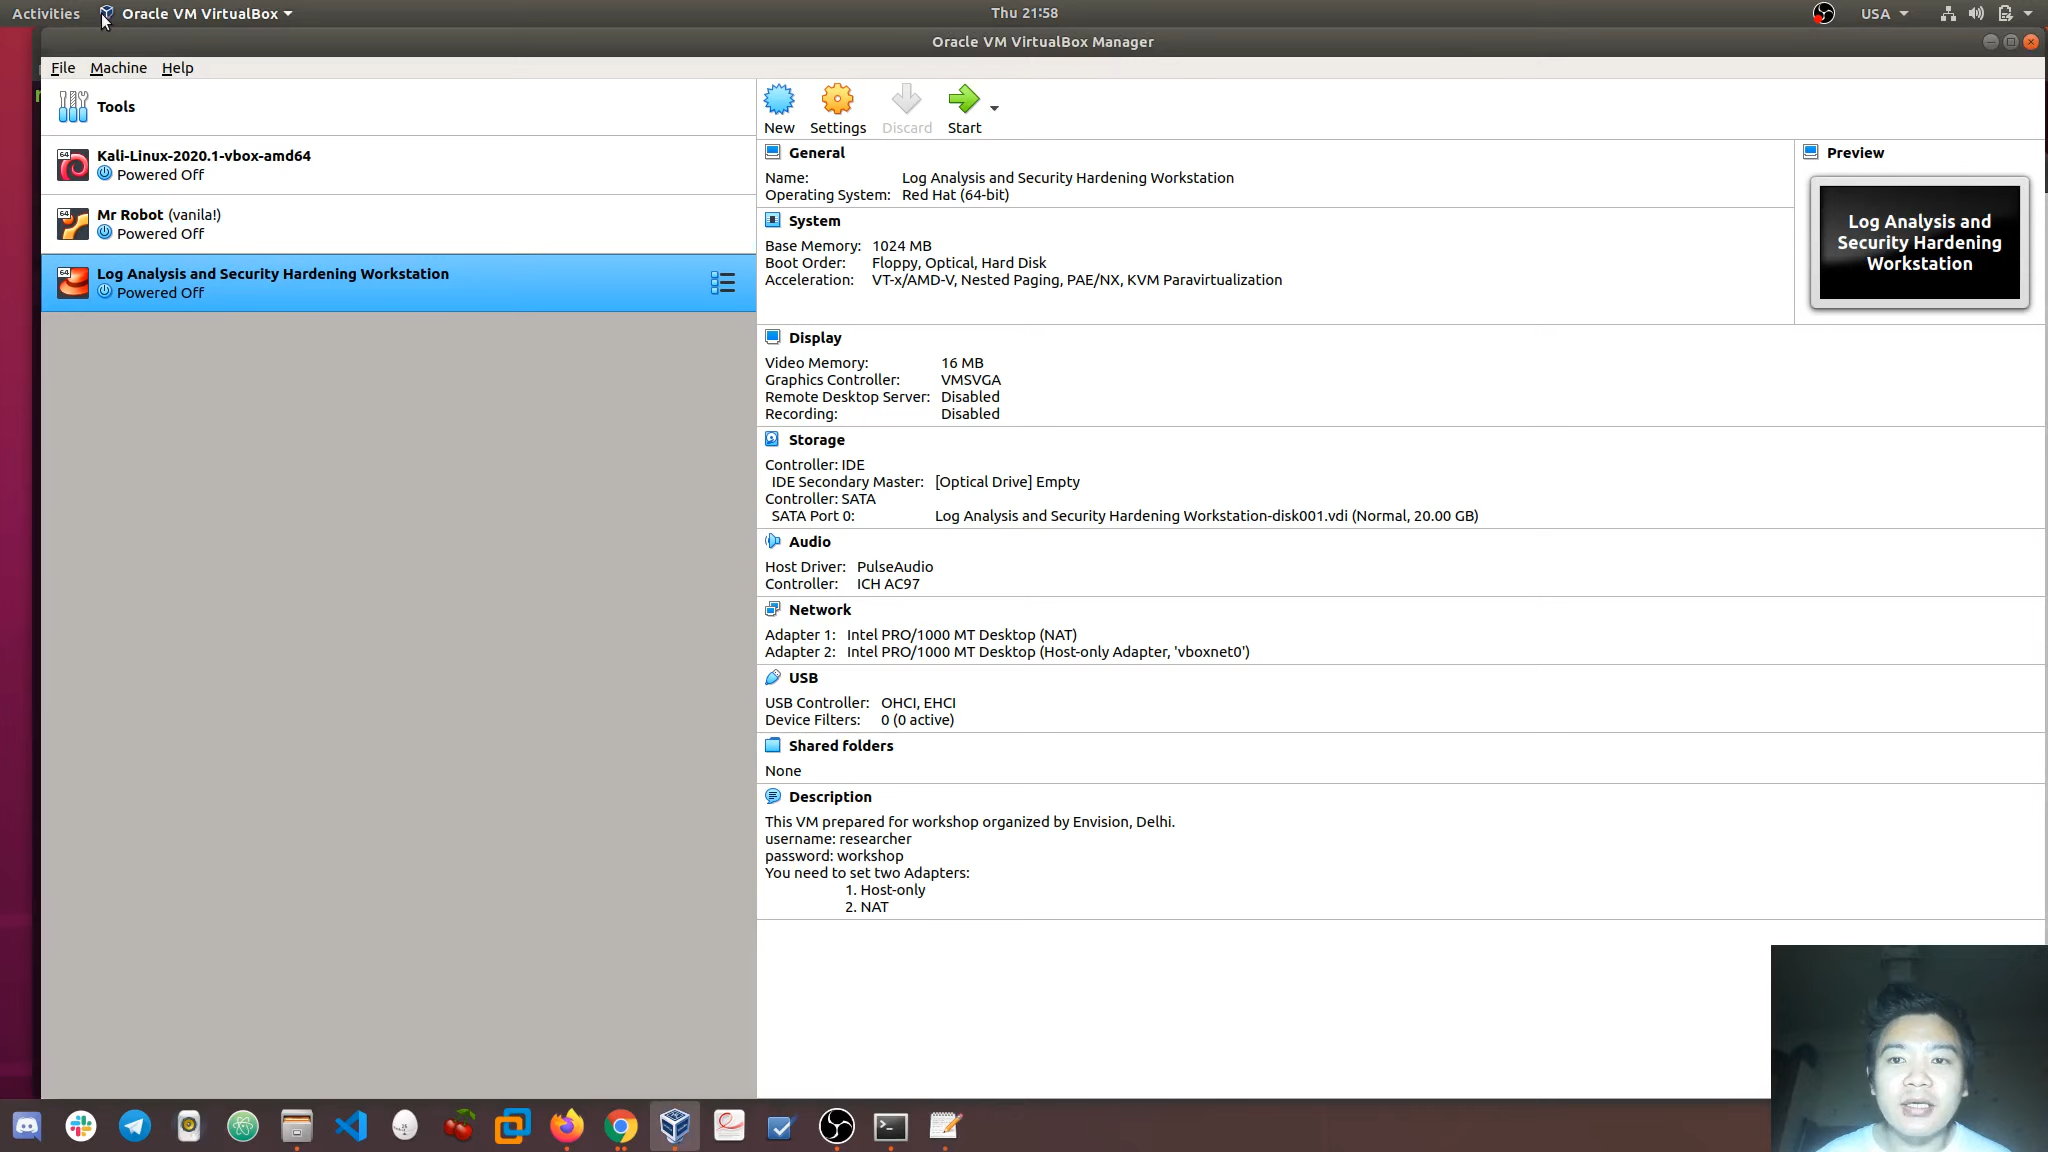 Activities
Oracle VM VirtualBox
Thu 21:58
USA
Oracle VM VirtualBox Manager
File Machine Help
Tools
64
Kali-Linux-2020.1-vbox-amd64
Powered Off
64
Mr Robot (vanila!)
Powered Off
64
Log Analysis and Security Hardening Workstation
Powered Off
New
Settings
Discard
Start
General
Name: Log Analysis and Security Hardening Workstation
Operating System: Red Hat (64-bit)
System
Base Memory: 1024 MB
Boot Order: Floppy, Optical, Hard Disk
Acceleration: VT-x/AMD-V, Nested Paging, PAE/NX, KVM Paravirtualization
Preview
Log Analysis and
Security Hardening
Workstation
Display
Video Memory: 16 MB
Graphics Controller: VMSVGA
Remote Desktop Server: Disabled
Recording: Disabled
Storage
Controller: IDE
IDE Secondary Master: [Optical Drive] Empty
Controller: SATA
SATA Port 0: Log Analysis and Security Hardening Workstation-disk001.vdi (Normal, 20.00 GB)
Audio
Host Driver: PulseAudio
Controller: ICH AC97
Network
Adapter 1: Intel PRO/1000 MT Desktop (NAT)
Adapter 2: Intel PRO/1000 MT Desktop (Host-only Adapter, 'vboxnet0')
USB
USB Controller: OHCI, EHCI
Device Filters: 0 (0 active)
Shared folders
None
Description
This VM prepared for workshop organized by Envision, Delhi.
username: researcher
password: workshop
You need to set two Adapters:
1. Host-only
2. NAT